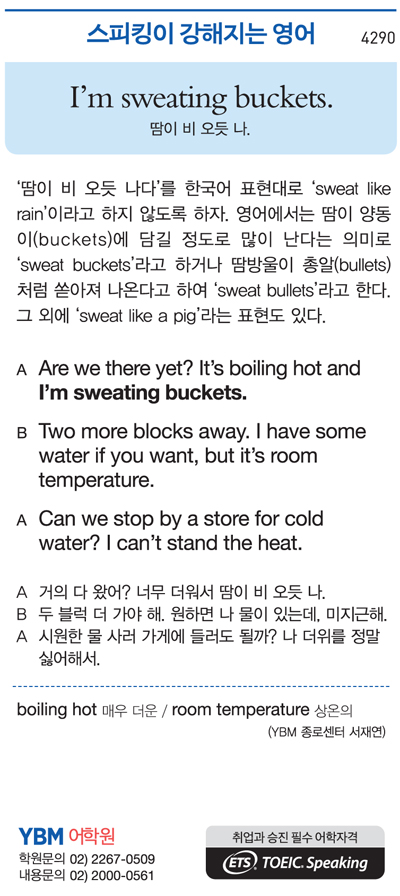 스피킹이 강해지는 영어 4290
I'm sweating buckets.
땀이 비 오듯 나.
‘땀이 비 오듯 나다’를 한국어 표현대로 ‘sweat like
rain’이라고 하지 않도록 하자. 영어에서는 땀이 양동
이(buckets)에 담길 정도로 많이 난다는 의미로
‘sweat buckets’라고 하거나 땀방울이 총알(bullets)
처럼 쏟아져 나온다고 하여 ‘sweat bullets’라고 한다.
그 외에 ‘sweat like a pig’라는 표현도 있다.
A Are we there yet? It's boiling hot and
I'm sweating buckets.
B Two more blocks away. I have some
water if you want, but it's room
temperature.
A Can we stop by a store for cold
water? I can't stand the heat.
A 거의 다 왔어? 너무 더워서 땀이 비 오듯 나.
B 두 블럭 더 가야 해. 원하면 나 물이 있는데, 미지근해.
A 시원한 물 사러 가게에 들러도 될까? 나 더위를 정말
싫어해서.
boiling hot 매우 더운 / room temperature 상온의
(YBM 종로센터 서재연)
YBM 어학원
학원문의 02) 2267-0509
내용문의 02) 2000-0561
취업과 승진 필수 어학자격
ETS TOEIC Speaking